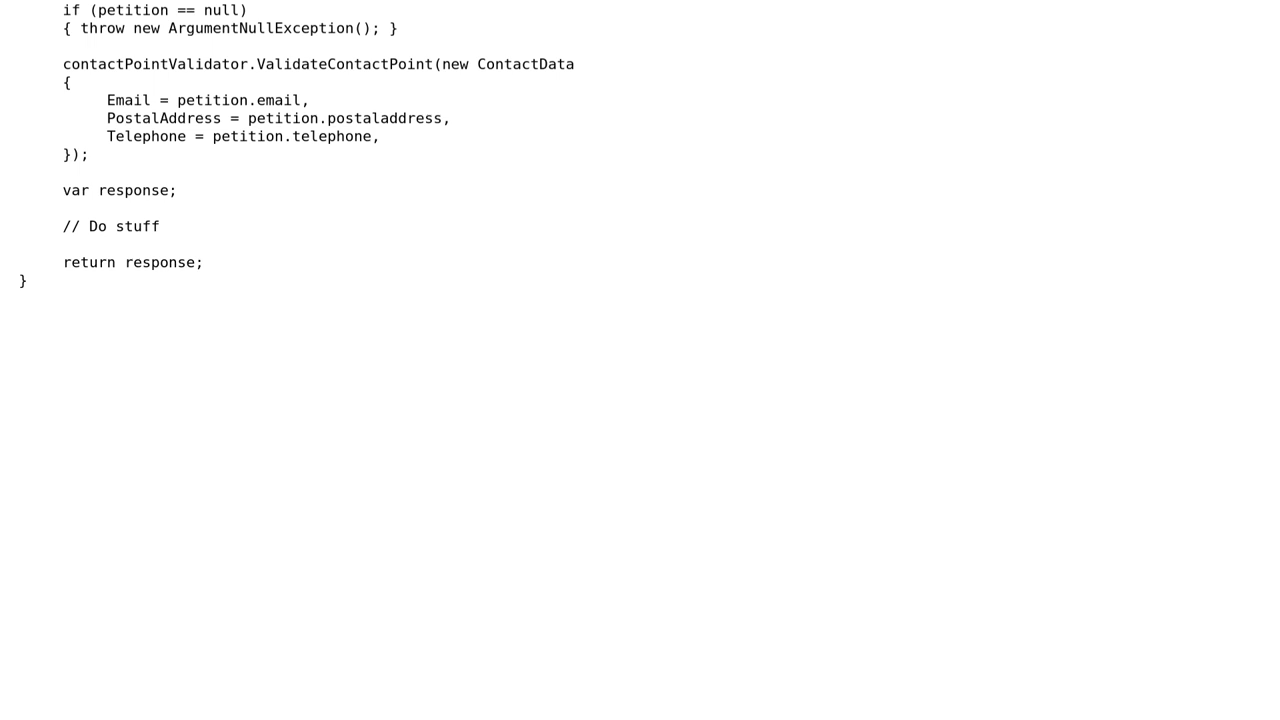 if (petition == null)
{ throw new ArgumentNullException(); }
contactPointValidator.ValidateContactPoint(new ContactData
{
Email = petition.email,
PostalAddress = petition.postaladdress,
Telephone = petition.telephone,
});
var response;
// Do stuff
return response;
}